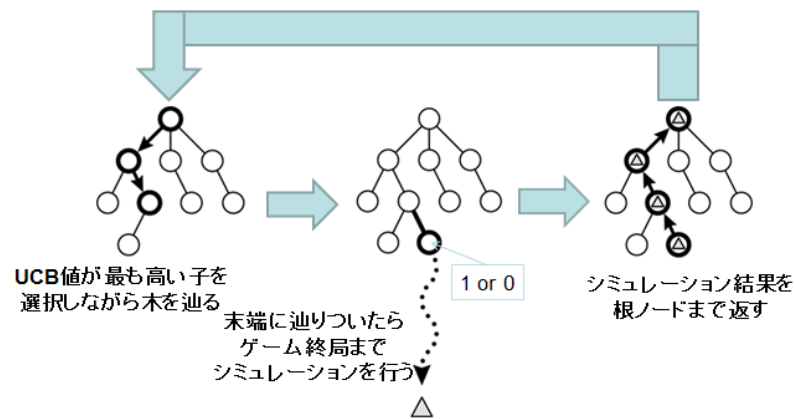 UCB値が最も高い子を
選択しながら木を辿る
1 or 0
末端に辿りついたら
ゲーム終局まで
シミュレーションを行う
シミュレーション結果を
根ノードまで返す